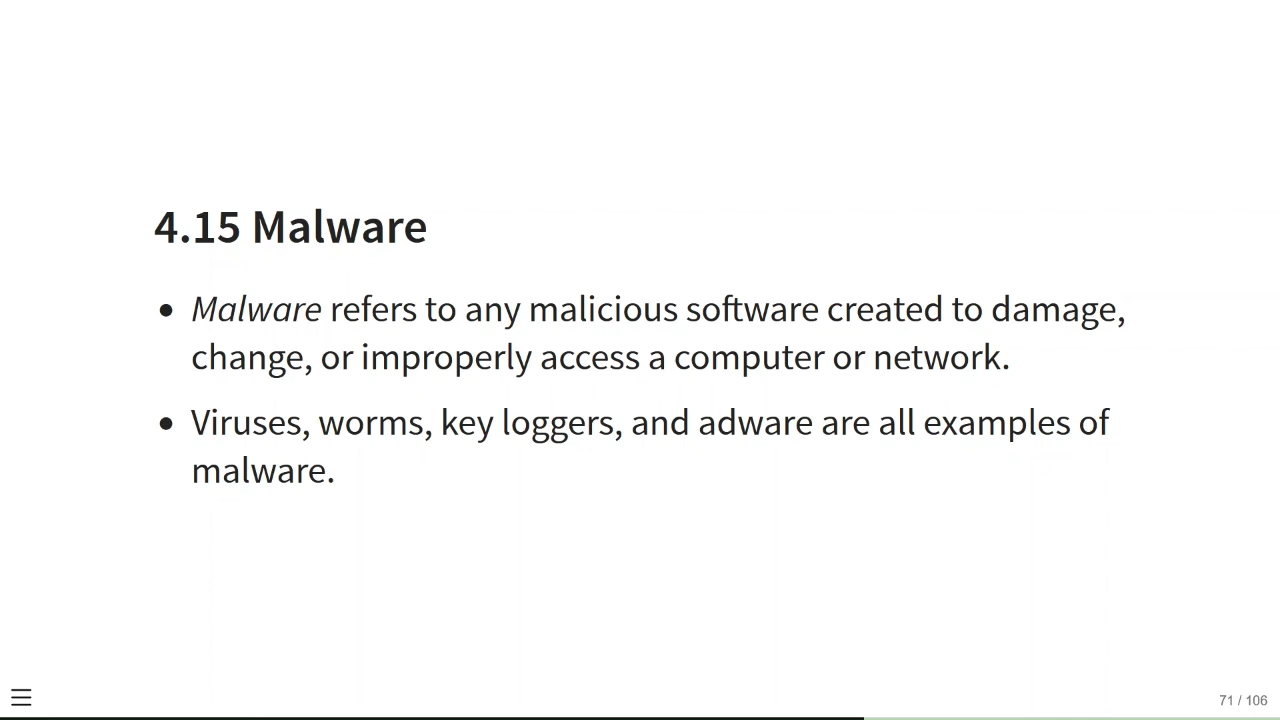 4.15 Malware
• Malware refers to any malicious software created to damage,
change, or improperly access a computer or network.
• Viruses, worms, key loggers, and adware are all examples of
malware.
71 / 106